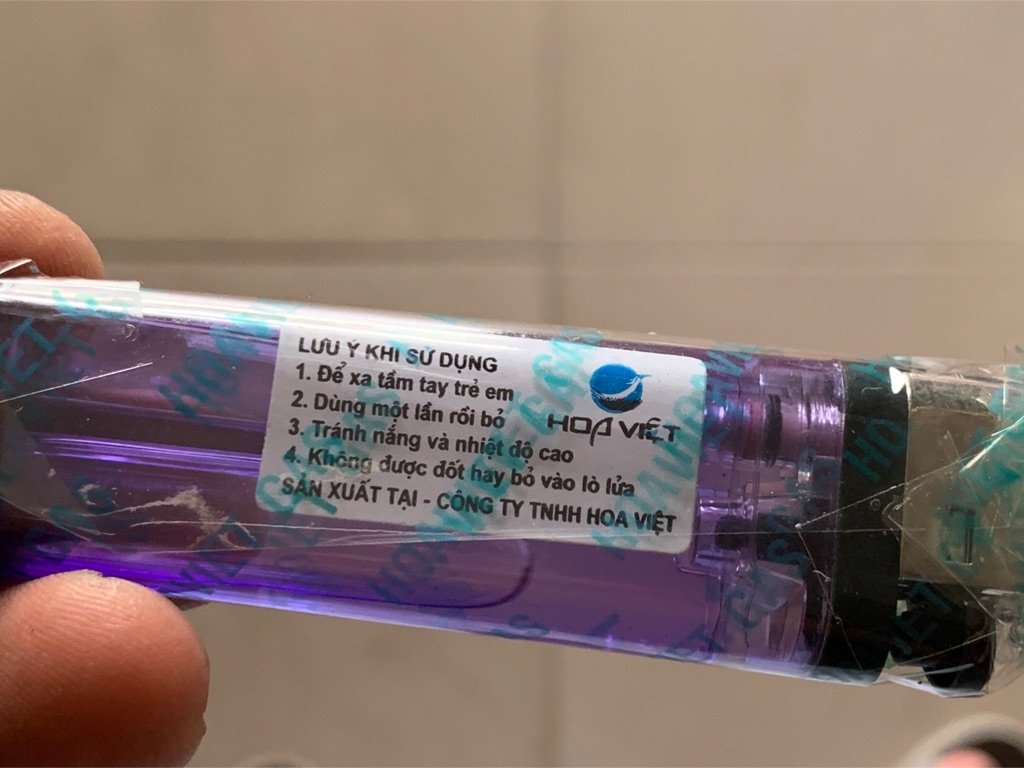 LƯU Ý KHI SỬ DỤNG
1. Để xa tầm tay trẻ em
2. Dùng một lần rồi bỏ
3. Tránh nắng và nhiệt độ cao
4. Không được đốt hay bỏ vào lò lửa
SẢN XUẤT TẠI - CÔNG TY TNHH HOA VIỆT
HOA VIỆT